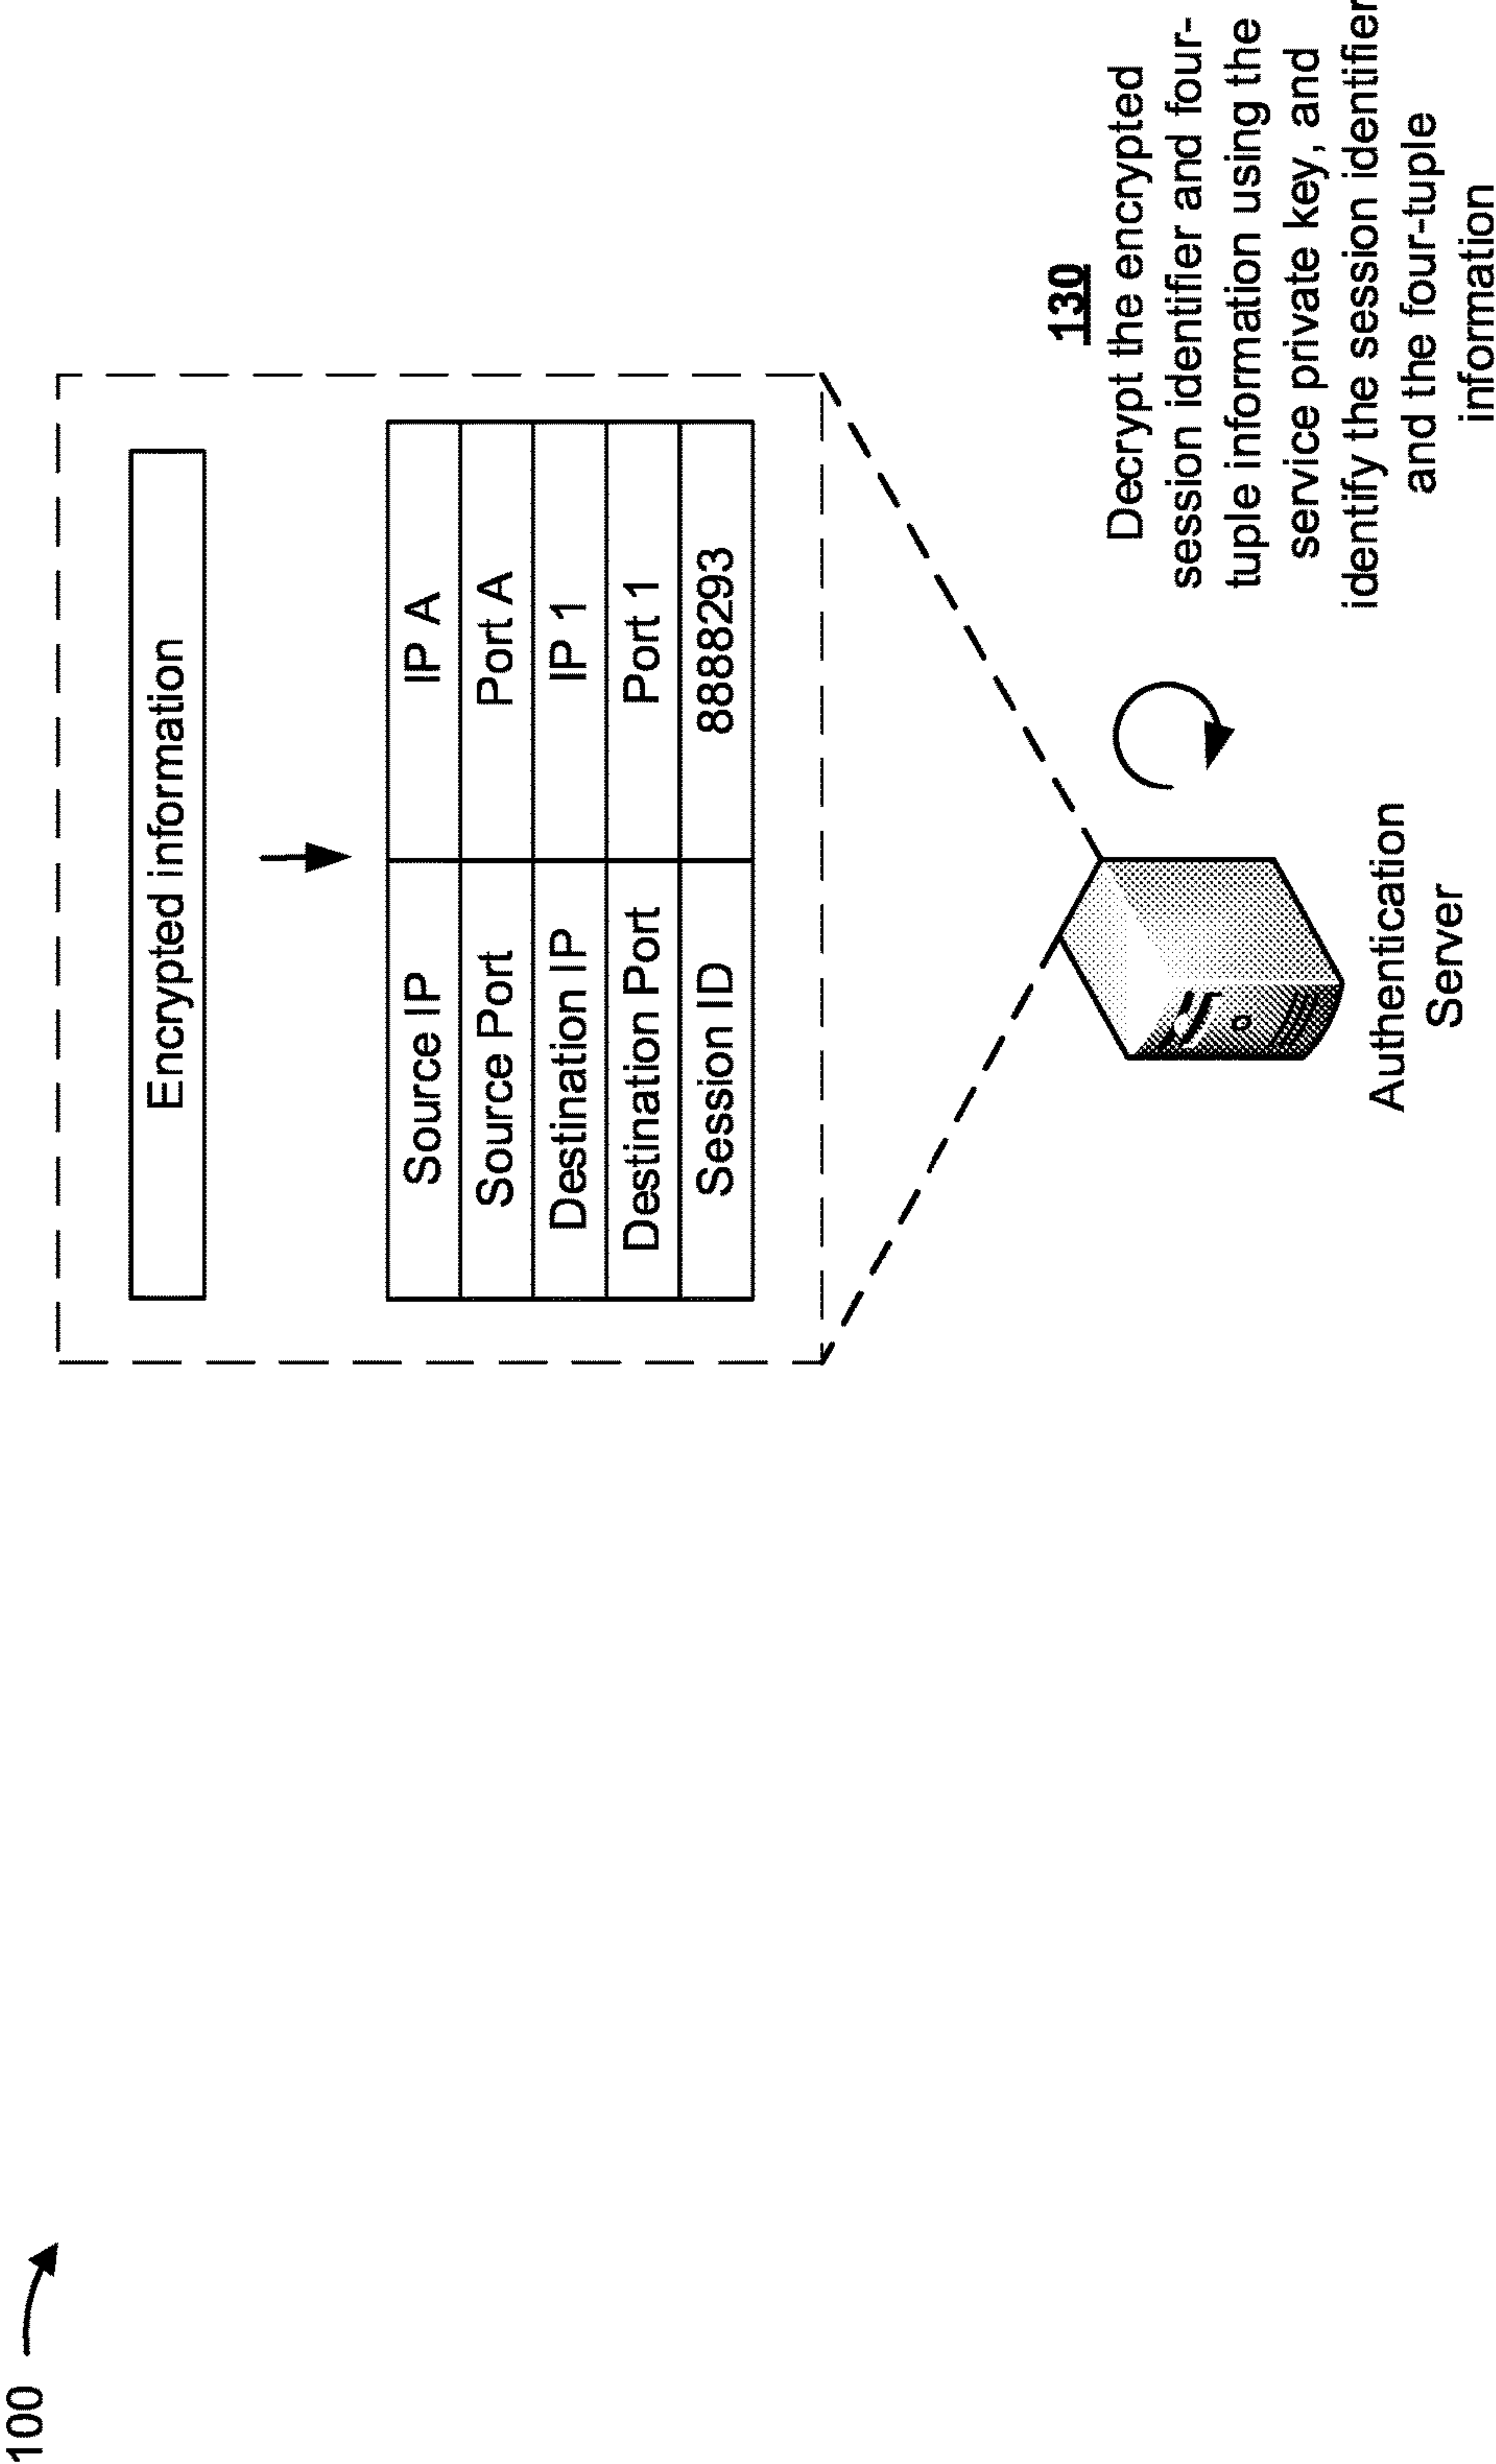 100
Encrypted information
Source IP IP A
Source Port Port A
Destination IP IP 1
Destination Port Port 1
Session ID 8888293
130
Decrypt the encrypted
session identifier and four-
tuple information using the
service private key, and
identify the session identifier
and the four-tuple
information
Authentication
Server